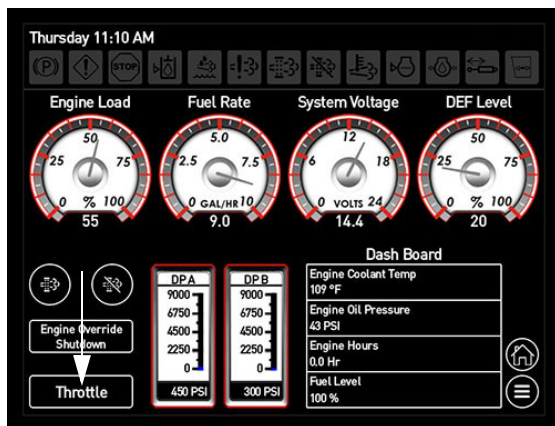 Thursday 11:10 AM
(P) STOP
Engine Load Fuel Rate System Voltage DEF Level
0 25 50 75 100 %
55
0 2.5 5.0 7.5 10 GAL/HR
9.0
0 6 12 18 24 VOLTS
14.4
0 25 50 75 100 %
20
Engine Override
Shutdown
Throttle
DP A
9000
6750
4500
2250
0
450 PSI
DP B
9000
6750
4500
2250
0
300 PSI
Dash Board
Engine Coolant Temp
109 °F
Engine Oil Pressure
43 PSI
Engine Hours
0.0 Hr
Fuel Level
100 %